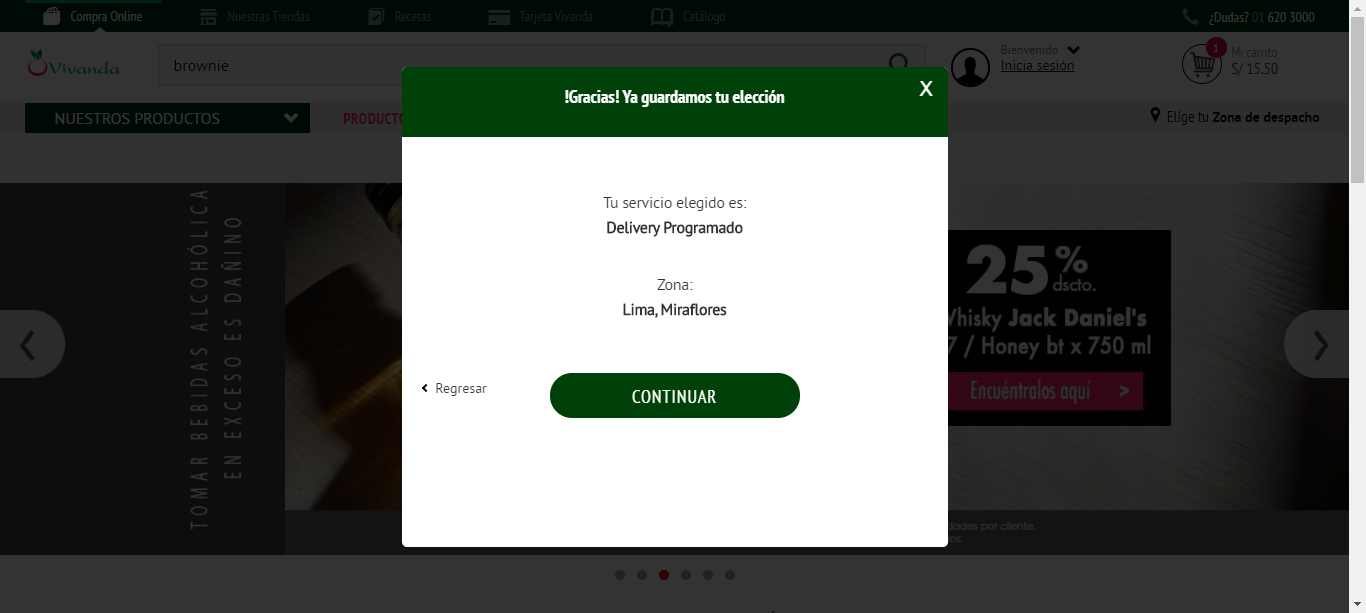 Compra Online
Nuestras Tiendas
Recetas
Tarjeta Vivanda
Catálogo
¿Dudas? 01 620 3000
Vivanda
brownie
Bienvenido
Inicia sesión
1
Mi carrito
S/ 15.50
NUESTROS PRODUCTOS
Elige tu Zona de despacho
!Gracias! Ya guardamos tu elección
X
Tu servicio elegido es:
Delivery Programado
Zona:
Lima, Miraflores
Regresar
CONTINUAR
TOMAR BEBIDAS ALCOHÓLICA
EN EXCESO ES DAÑINO
25%
dscto.
Whisky Jack Daniel's
7 / Honey bt x 750 ml
Encuéntralos aquí >
por cliente